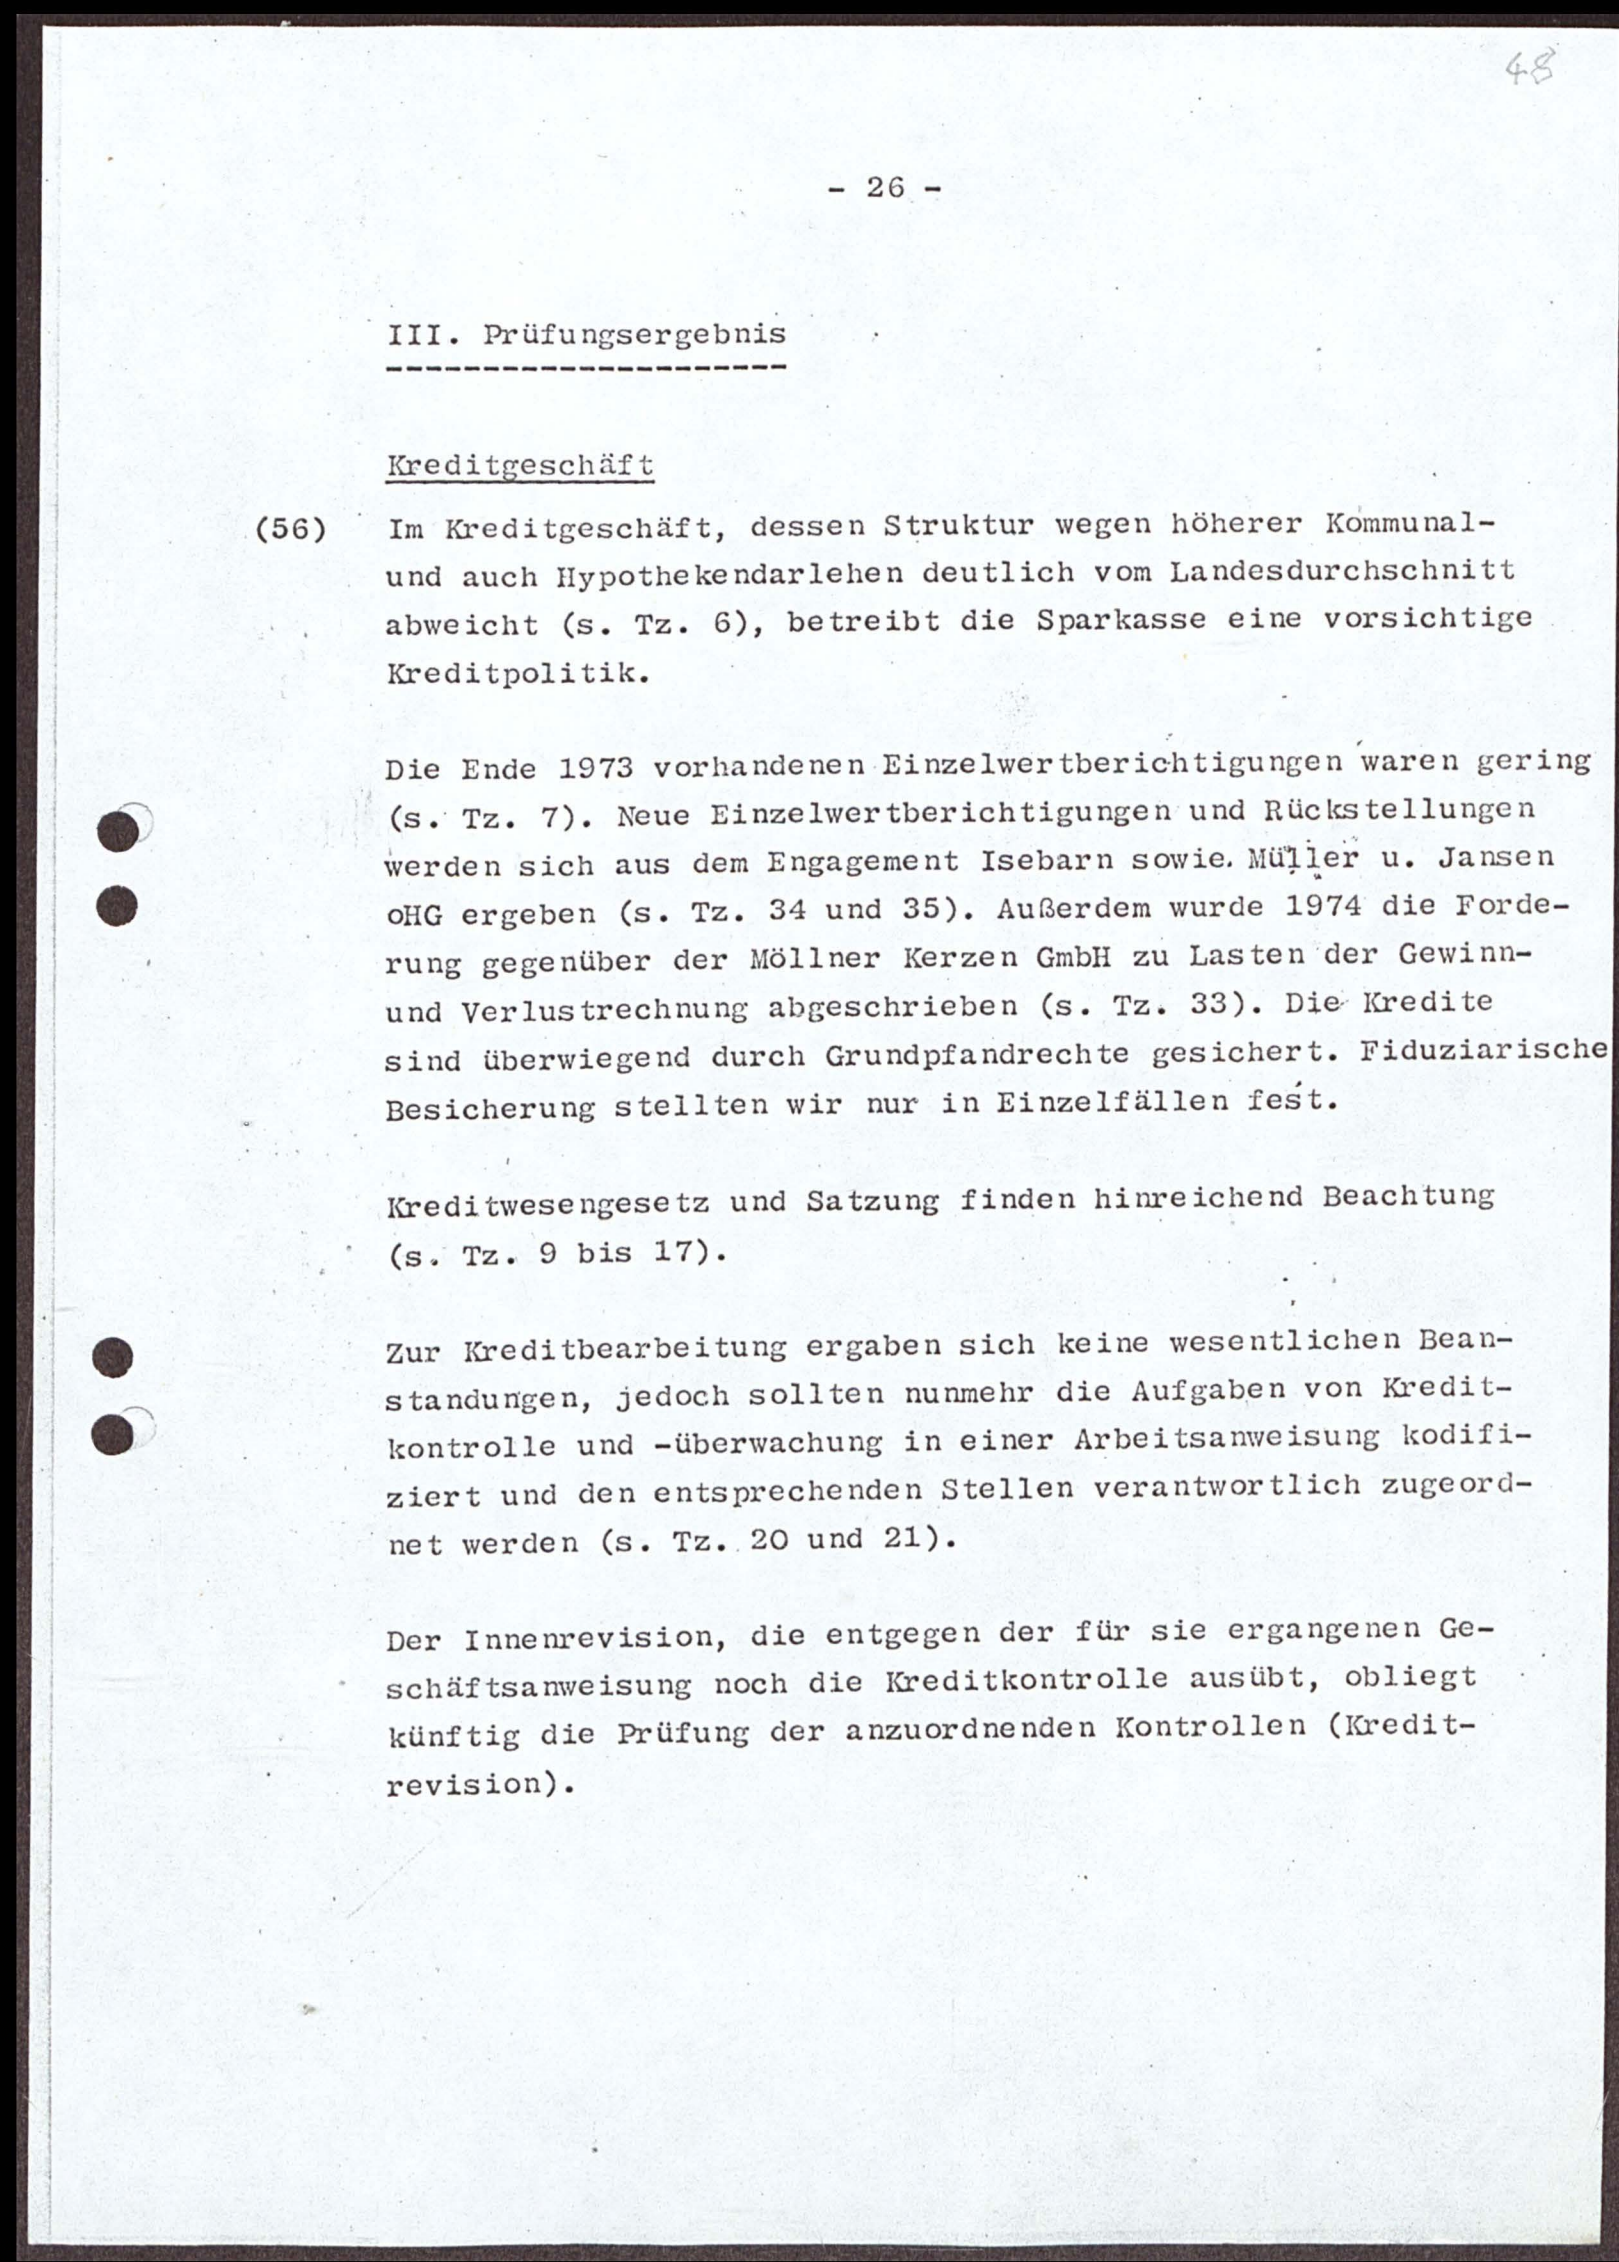 48
- 26 -
III. Prüfungsergebnis
---------------------
Kreditgeschäft
(56) Im Kreditgeschäft, dessen Struktur wegen höherer Kommunal-
und auch Hypothekendarlehen deutlich vom Landesdurchschnitt
abweicht (s. Tz. 6), betreibt die Sparkasse eine vorsichtige
Kreditpolitik.
Die Ende 1973 vorhandenen Einzelwertberichtigungen waren gering
(s. Tz. 7). Neue Einzelwertberichtigungen und Rückstellungen
werden sich aus dem Engagement Isebarn sowie Müller u. Jansen
oHG ergeben (s. Tz. 34 und 35). Außerdem wurde 1974 die Forde-
rung gegenüber der Möllner Kerzen GmbH zu Lasten der Gewinn-
und Verlustrechnung abgeschrieben (s. Tz. 33). Die Kredite
sind überwiegend durch Grundpfandrechte gesichert. Fiduziarische
Besicherung stellten wir nur in Einzelfällen fest.
Kreditwesengesetz und Satzung finden hinreichend Beachtung
(s. Tz. 9 bis 17).
Zur Kreditbearbeitung ergaben sich keine wesentlichen Bean-
standungen, jedoch sollten nunmehr die Aufgaben von Kredit-
kontrolle und -überwachung in einer Arbeitsanweisung kodifi-
ziert und den entsprechenden Stellen verantwortlich zugeord-
net werden (s. Tz. 20 und 21).
Der Innenrevision, die entgegen der für sie ergangenen Ge-
schäftsanweisung noch die Kreditkontrolle ausübt, obliegt
künftig die Prüfung der anzuordnenden Kontrollen (Kredit-
revision).